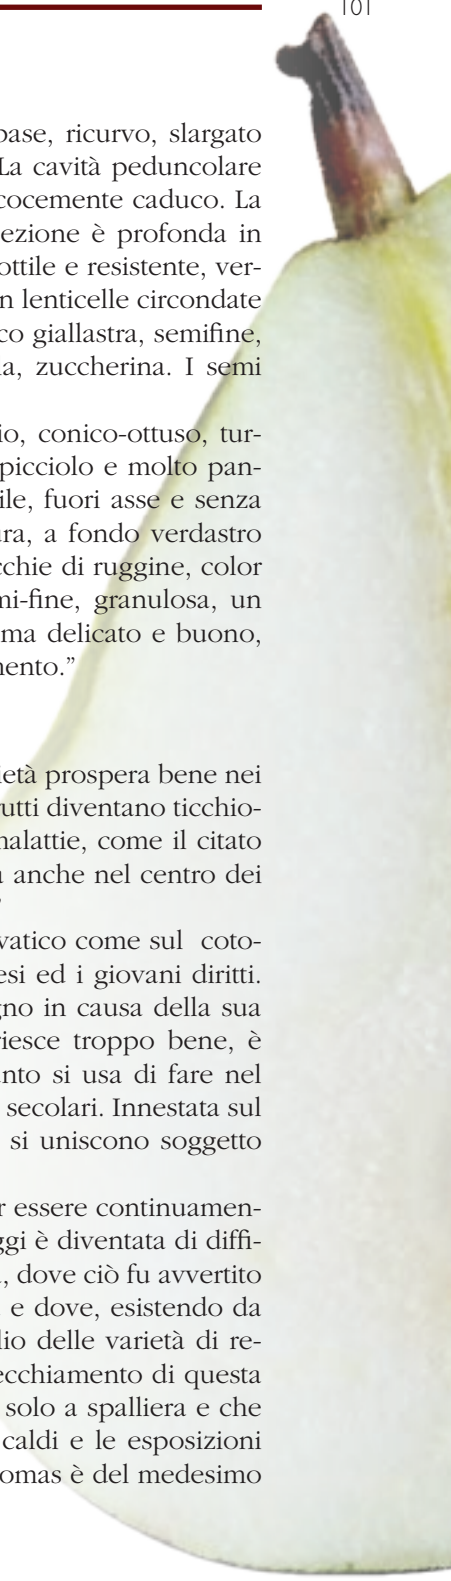 101
base, ricurvo, slargato
La cavità peduncolare
cocemente caduco. La
ezione è profonda in
ottile e resistente, ver-
n lenticelle circondate
co giallastra, semifine,
a, zuccherina. I semi
io, conico-ottuso, tur-
picciolo e molto pan-
ile, fuori asse e senza
ura, a fondo verdastro
cchie di ruggine, color
mi-fine, granulosa, un
ma delicato e buono,
mento.”
ietà prospera bene nei
rutti diventano ticchio-
malattie, come il citato
a anche nel centro dei
”
vatico come sul coto-
esi ed i giovani diritti.
gno in causa della sua
riesce troppo bene, è
anto si usa di fare nel
secolari. Innestata sul
si uniscono soggetto
r essere continuamen-
ggi è diventata di diffi-
, dove ciò fu avvertito
e dove, esistendo da
lio delle varietà di re-
ecchiamento di questa
solo a spalliera e che
caldi e le esposizioni
omas è del medesimo